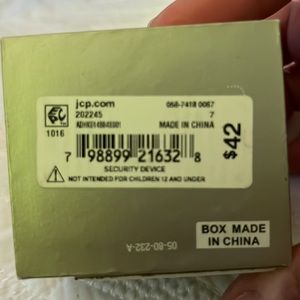 jcp.com 058-7418 0067
202245 7
MADE IN CHINA
1016
$42
7 98899 21632 8
SECURITY DEVICE
NOT INTENDED FOR CHILDREN 12 AND UNDER
05-80-232-A
BOX MADE
IN CHINA